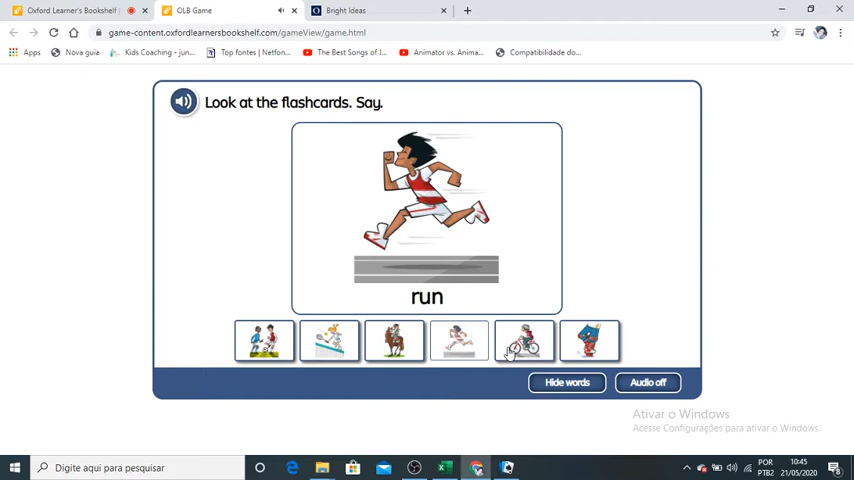 Oxford Learner's Bookshelf |
OLB Game
Bright Ideas
game-content.oxfordlearnersbookshelf.com/gameView/game.html
Apps
Nova guia
Kids Coaching - jun...
Top fontes | Netfon...
The Best Songs of J...
Animator vs. Anima...
Compatibilidade do...
Look at the flashcards. Say.
run
Hide words
Audio off
Ativar o Windows
Acesse Configurações para ativar o Windows.
Digite aqui para pesquisar
POR
PTB2
10:45
21/05/2020